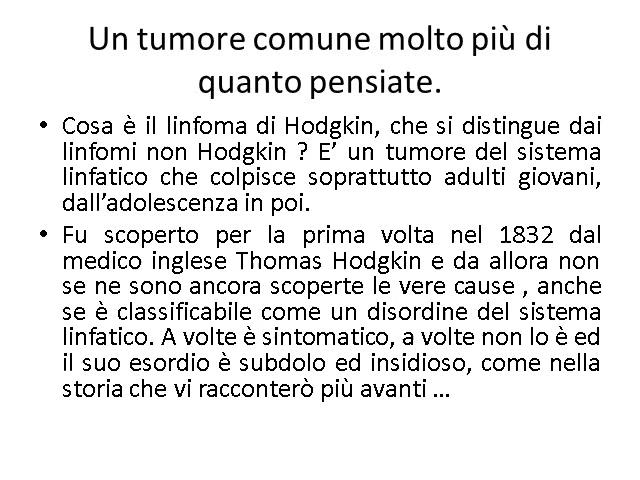 Un tumore comune molto più di
quanto pensiate.
• Cosa è il linfoma di Hodgkin, che si distingue dai
linfomi non Hodgkin ? E’ un tumore del sistema
linfatico che colpisce soprattutto adulti giovani,
dall’adolescenza in poi.
• Fu scoperto per la prima volta nel 1832 dal
medico inglese Thomas Hodgkin e da allora non
se ne sono ancora scoperte le vere cause , anche
se è classificabile come un disordine del sistema
linfatico. A volte è sintomatico, a volte non lo è ed
il suo esordio è subdolo ed insidioso, come nella
storia che vi racconterò più avanti ...